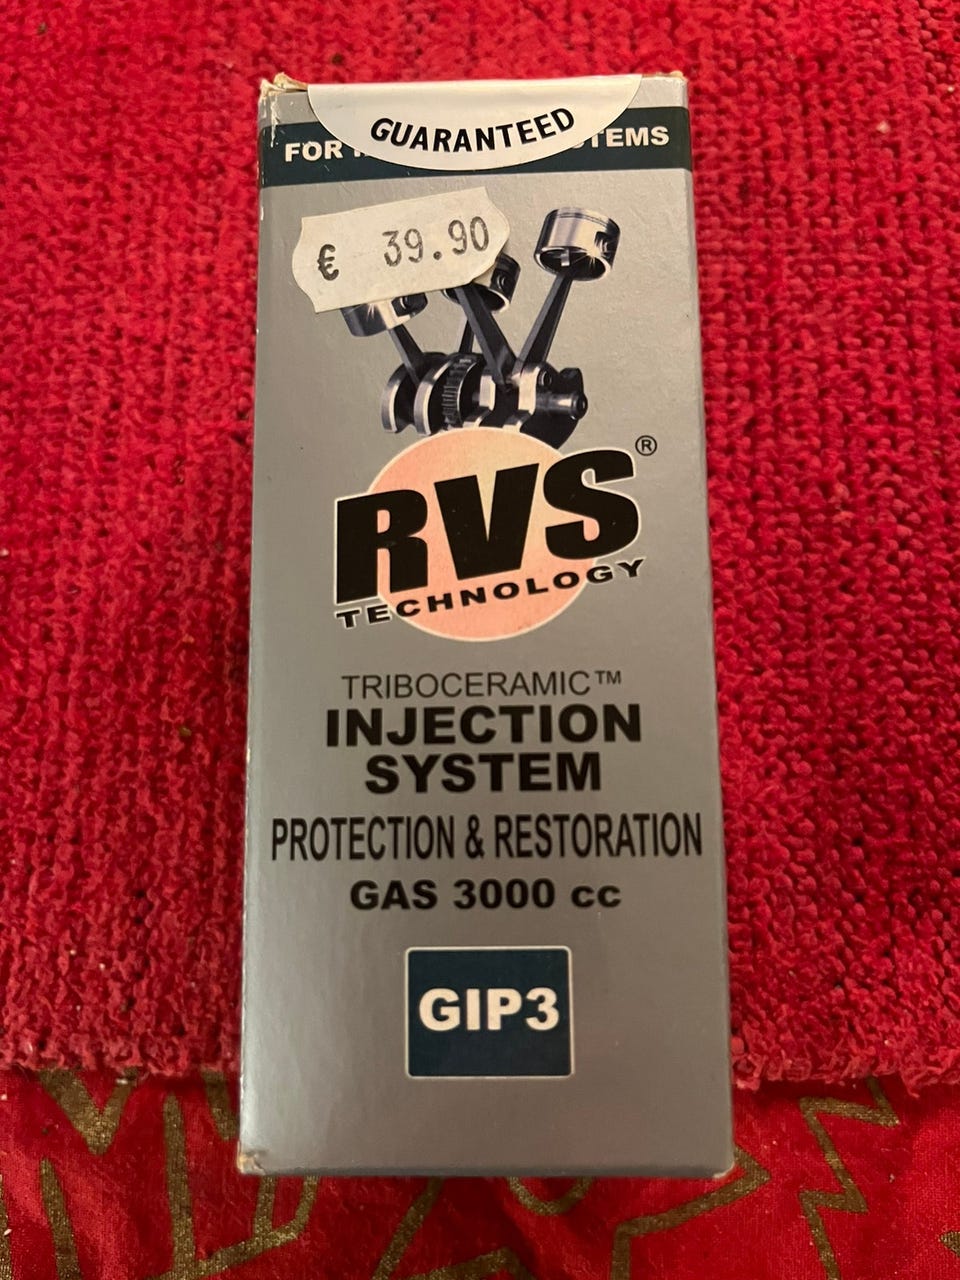 GUARANTEED
FOR TEMS
€ 39.90
RVS®
TECHNOLOGY
TRIBOCERAMIC™
INJECTION
SYSTEM
PROTECTION & RESTORATION
GAS 3000 cc
GIP3